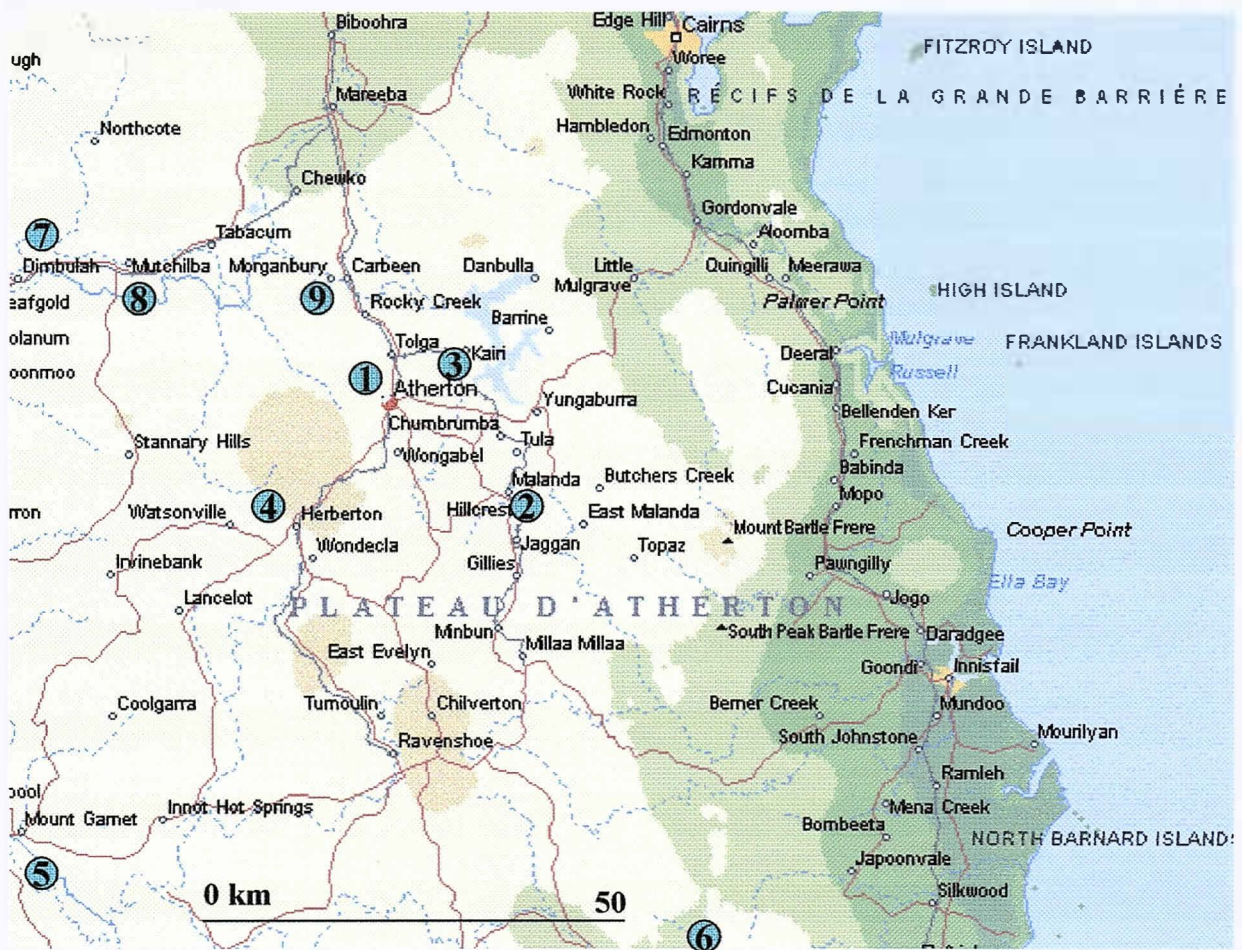 Biboohra
Edge Hill
Cairns
ugh
FITZROY ISLAND
Woree
Mareeba
White Rock
RÉCIFS DE LA GRANDE BARRIÉRE
Northcote
Hambledon
Edmonton
Kamma
Chewko
Gordonvale
7
Tabacum
Aloomba
Dimbulah
Mutchilba
Morganbury
Carbeen
Danbulla
Little
Mulgrave
Quingilli
Meerawa
8
9
eafgold
Rocky Creek
Palmer Point
HIGH ISLAND
Barrine
olanum
Tolga
Kairi
Deeral
Mulgrave
FRANKLAND ISLANDS
oonmoo
1
3
Russell
Atherton
Cucania
Yungaburra
Bellenden Ker
Chumbrumba
Stannary Hills
Tula
Frenchman Creek
Wongabel
Babinda
Malanda
Butchers Creek
Mopo
4
2
rron
Watsonville
Herberton
Hillcrest
East Malanda
Mount Bartle Frere
Cooper Point
Wondecla
Jaggan
Topaz
Irvinebank
Gillies
Pawngilly
Ella Bay
Lancelot
PLATEAU D'ATHERTON
Jogo
Minbun
South Peak Bartle Frere
Daradgee
East Evelyn
Millaa Millaa
Goondi
Innisfail
Coolgarra
Tumoulin
Chilverton
Berner Creek
Mundoo
Ravenshoe
South Johnstone
Mourilyan
Ramleh
pool
Innot Hot Springs
Mena Creek
Mount Garnet
Bombeeta
NORTH BARNARD ISLANDS
5
Japoonvale
0 km
50
Silkwood
6